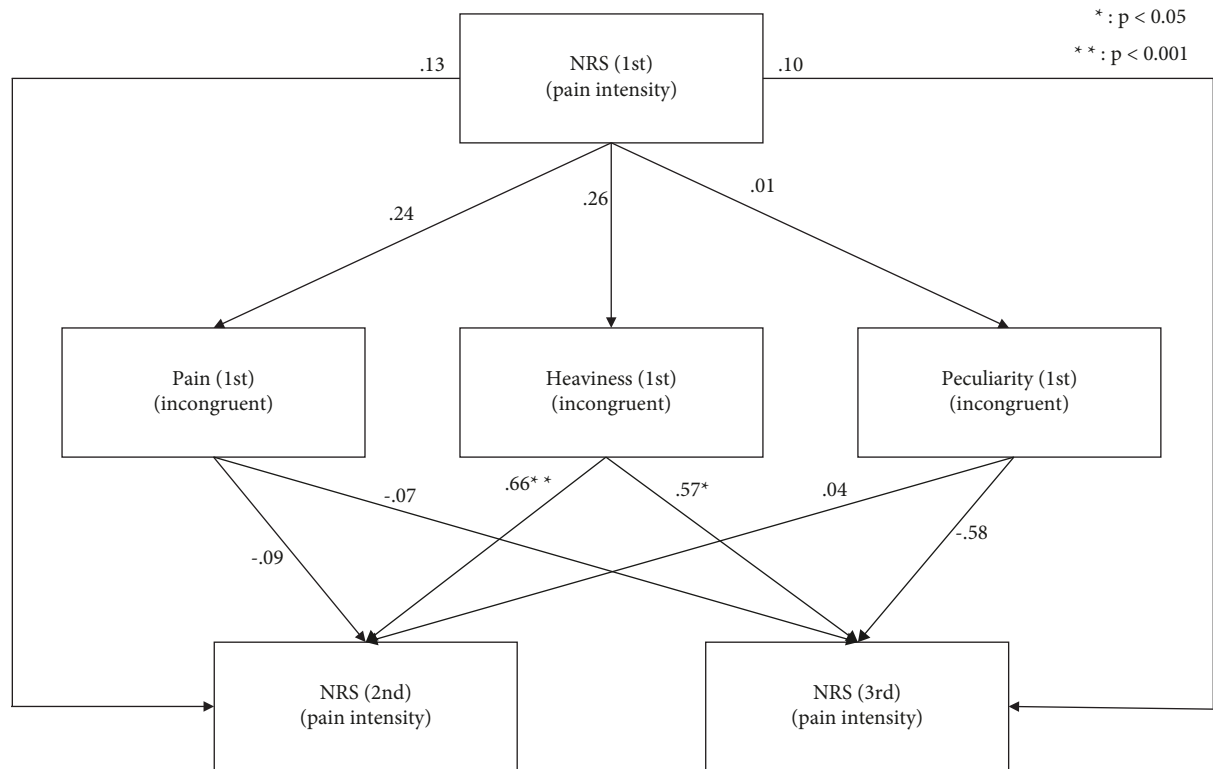 * : p < 0.05
* * : p < 0.001
NRS (1st)
(pain intensity)
.13
.10
.24
.26
.01
Pain (1st)
(incongruent)
Heaviness (1st)
(incongruent)
Peculiarity (1st)
(incongruent)
-.09
-.07
.66* *
.57*
.04
-.58
NRS (2nd)
(pain intensity)
NRS (3rd)
(pain intensity)